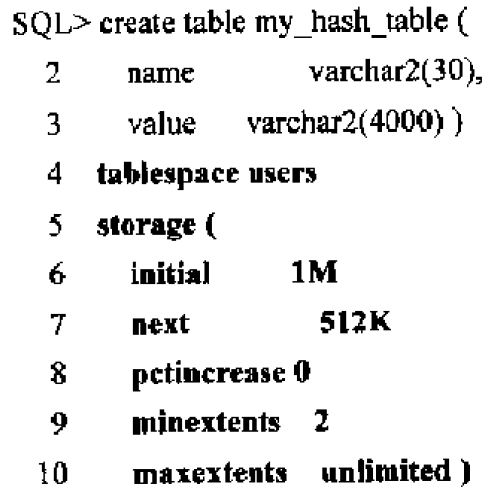 SQL> create table my_hash_table (
2 name varchar2(30),
3 value varchar2(4000) )
4 tablespace users
5 storage (
6 initial 1M
7 next 512K
8 pctincrease 0
9 minextents 2
10 maxextents unlimited )